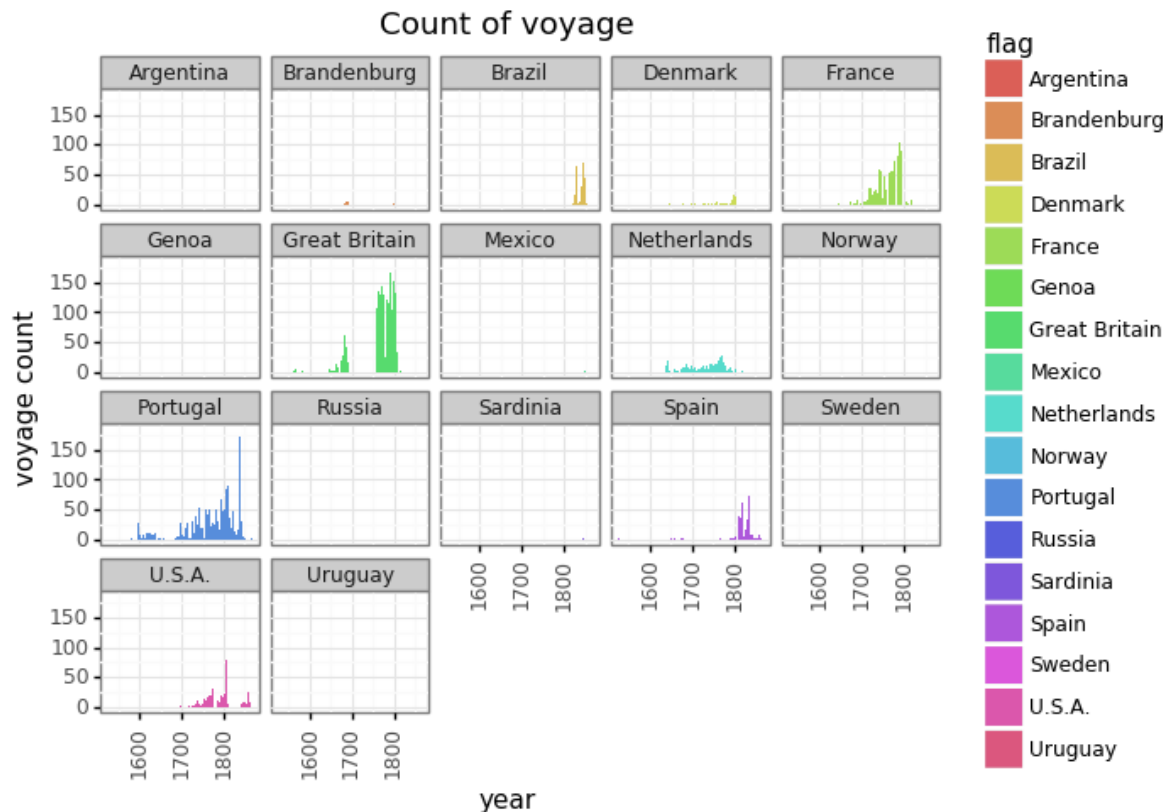 Count of voyage
Argentina Brandenburg Brazil Denmark France
150
100
50
0
Genoa Great Britain Mexico Netherlands Norway
150
100
50
0
Portugal Russia Sardinia Spain Sweden
150
100
50
0
U.S.A. Uruguay
150
100
50
0
1600 1700 1800 1600 1700 1800 1600 1700 1800
1600 1700 1800 1600 1700 1800
voyage count
year
flag
Argentina
Brandenburg
Brazil
Denmark
France
Genoa
Great Britain
Mexico
Netherlands
Norway
Portugal
Russia
Sardinia
Spain
Sweden
U.S.A.
Uruguay